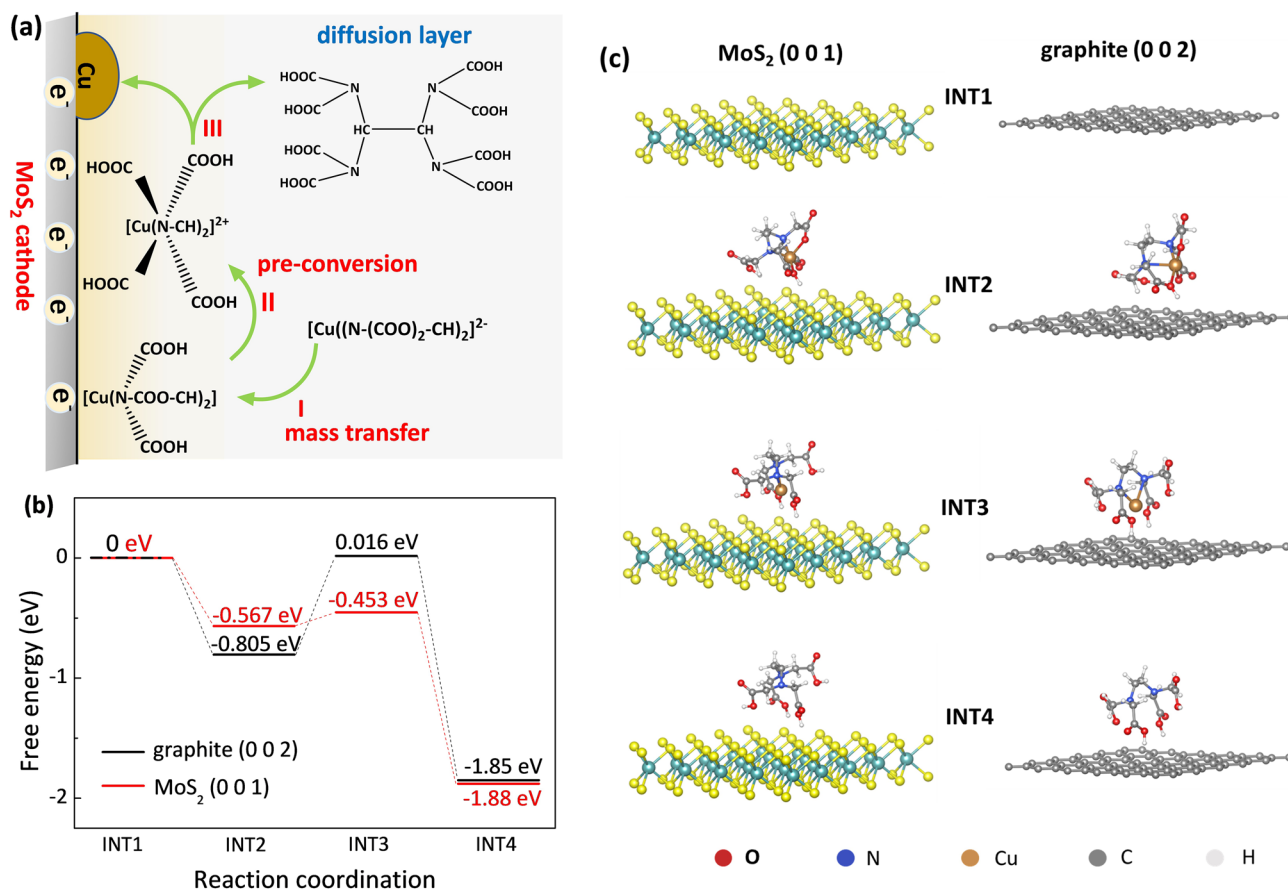 (a)
diffusion layer
Cu
e⁻
e⁻
e⁻
e⁻
e⁻
MoS₂ cathode
III
HOOC
COOH
HOOC
N
N
COOH
HC
CH
HOOC
N
N
COOH
HOOC
COOH
HOOC
COOH
[Cu(N-CH)₂]²⁺
HOOC
COOH
pre-conversion
II
[Cu((N-(COO)₂-CH)₂]²⁻
COOH
[Cu(N-COO-CH)₂]
COOH
I
mass transfer
(b)
Free energy (eV)
0
-1
-2
0 eV
0.016 eV
-0.567 eV
-0.453 eV
-0.805 eV
graphite (0 0 2)
MoS₂ (0 0 1)
-1.85 eV
-1.88 eV
INT1
INT2
INT3
INT4
Reaction coordination
(c)
MoS₂ (0 0 1)
graphite (0 0 2)
INT1
INT2
INT3
INT4
O
N
Cu
C
H